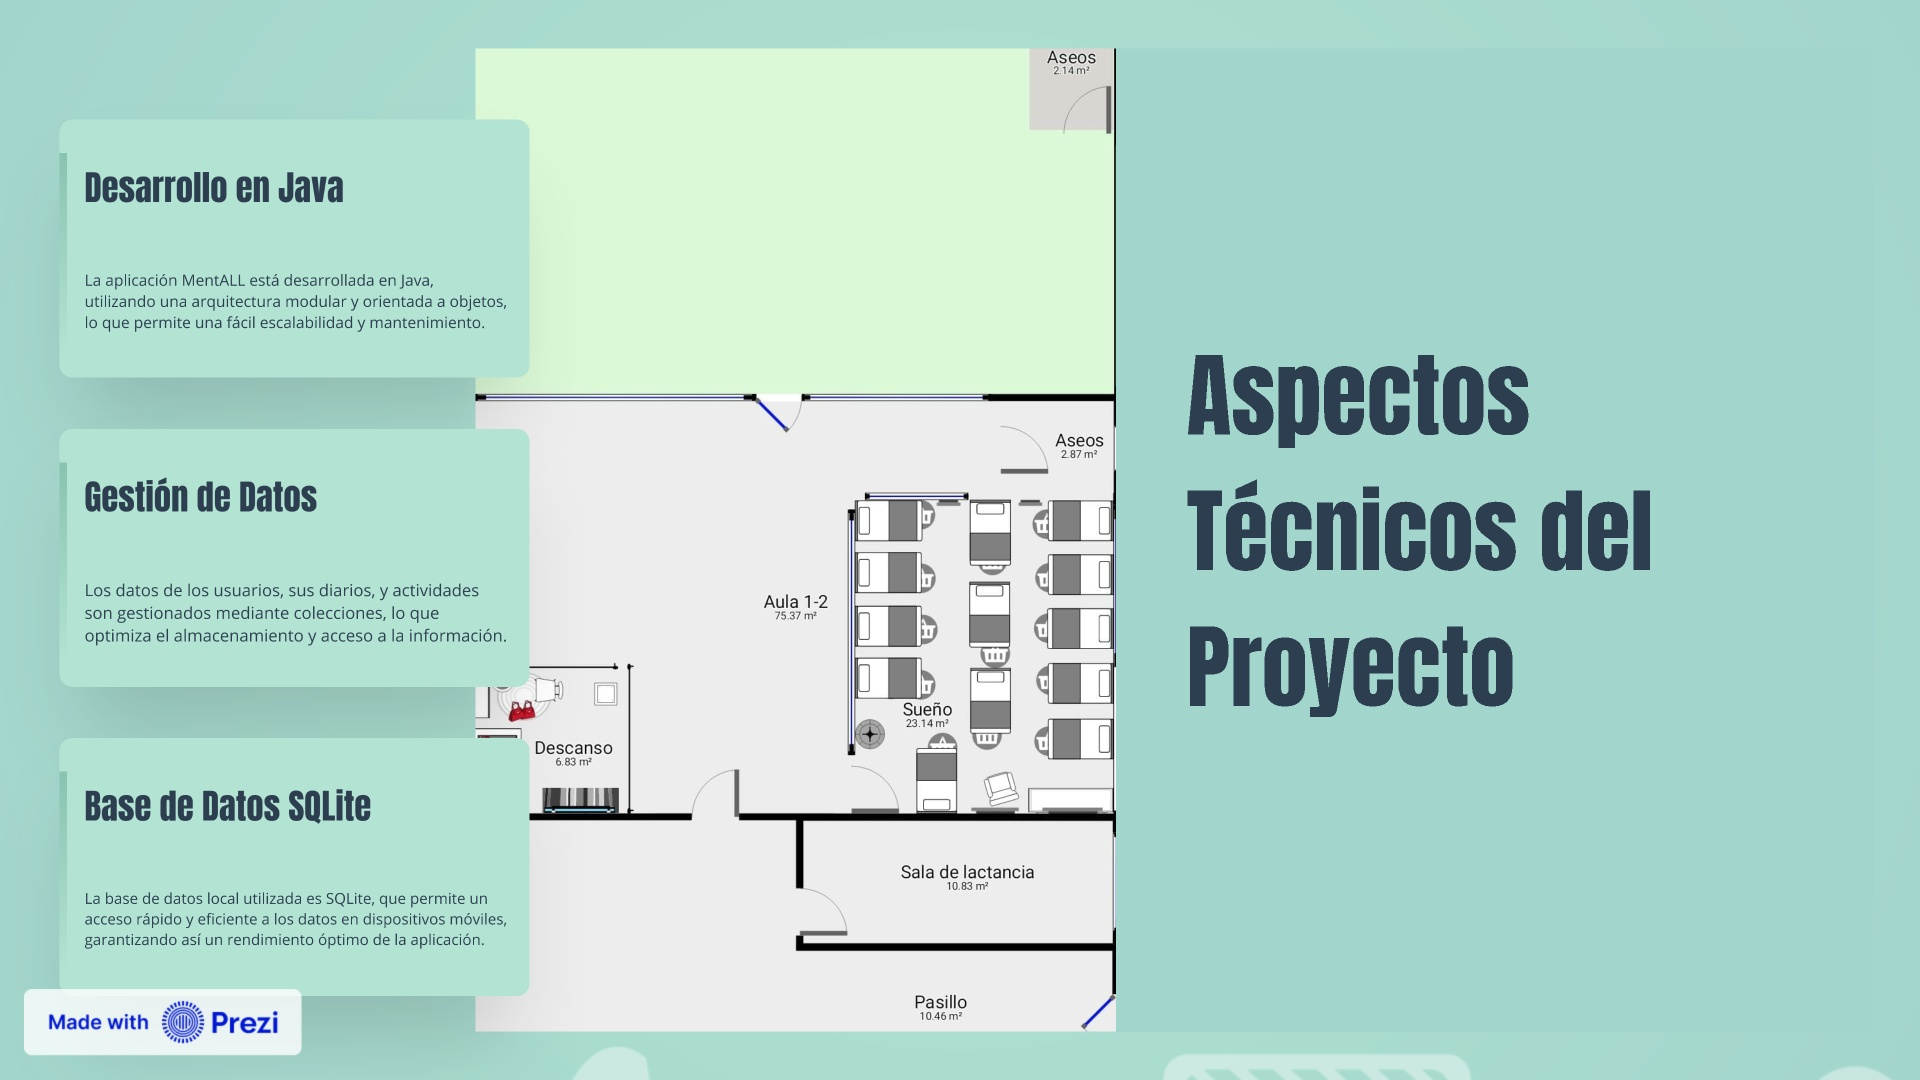 Desarrollo en Java
La aplicación MentALL está desarrollada en Java,
utilizando una arquitectura modular y orientada a objetos,
lo que permite una fácil escalabilidad y mantenimiento.
Gestión de Datos
Los datos de los usuarios, sus diarios, y actividades
son gestionados mediante colecciones, lo que
optimiza el almacenamiento y acceso a la información.
Base de Datos SQLite
La base de datos local utilizada es SQLite, que permite un
acceso rápido y eficiente a los datos en dispositivos móviles,
garantizando así un rendimiento óptimo de la aplicación.
Made with Prezi
Aseos
2.14 m²
Aseos
2.87 m²
Aula 1-2
75.37 m²
Sueño
23.14 m²
Descanso
6.83 m²
Sala de lactancia
10.83 m²
Pasillo
10.46 m²
Aspectos
Técnicos del
Proyecto